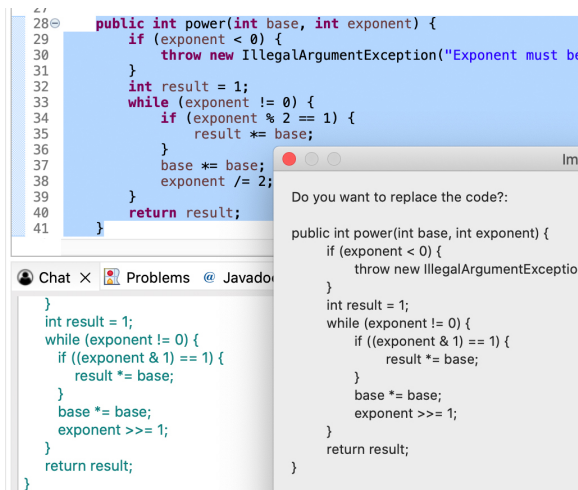 27
28 public int power(int base, int exponent) {
29 if (exponent < 0) {
30 throw new IllegalArgumentException("Exponent must be
31 }
32 int result = 1;
33 while (exponent != 0) {
34 if (exponent % 2 == 1) {
35 result *= base;
36 }
37 base *= base;
38 exponent /= 2;
39 }
40 return result;
41 }
Chat
Problems
@ Javadoc
}
int result = 1;
while (exponent != 0) {
if ((exponent & 1) == 1) {
result *= base;
}
base *= base;
exponent >>= 1;
}
return result;
}
Im
Do you want to replace the code?:
public int power(int base, int exponent) {
if (exponent < 0) {
throw new IllegalArgumentExceptio
}
int result = 1;
while (exponent != 0) {
if ((exponent & 1) == 1) {
result *= base;
}
base *= base;
exponent >>= 1;
}
return result;
}